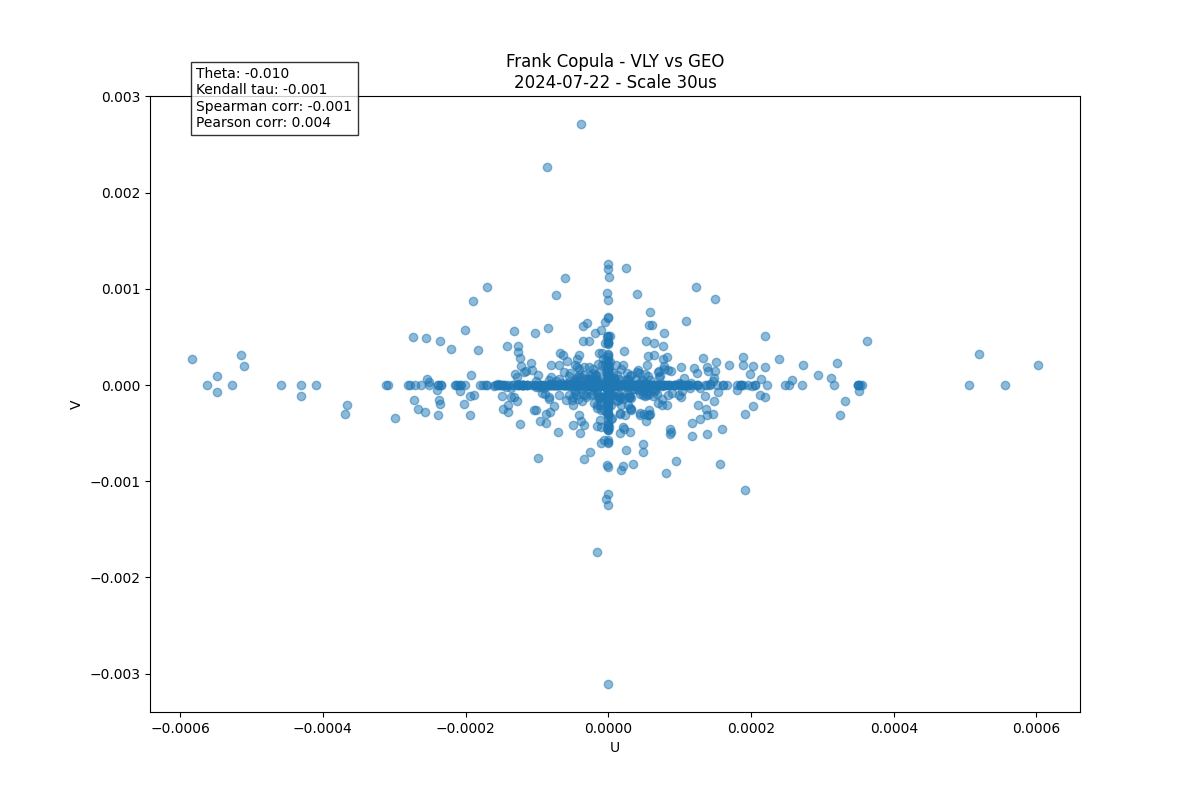 Frank Copula - VLY vs GEO
2024-07-22 - Scale 30us
Theta: -0.010
Kendall tau: -0.001
Spearman corr: -0.001
Pearson corr: 0.004
0.003
0.002
0.001
0.000
−0.001
−0.002
−0.003
V
−0.0006 −0.0004 −0.0002 0.0000 0.0002 0.0004 0.0006
U